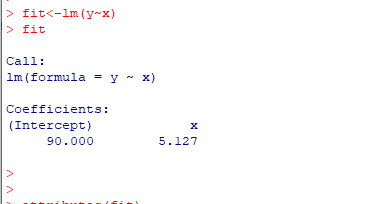 > fit<-lm(y~x)
> fit
Call:
lm(formula = y ~ x)
Coefficients:
(Intercept)            x
     90.000        5.127
>
>
>